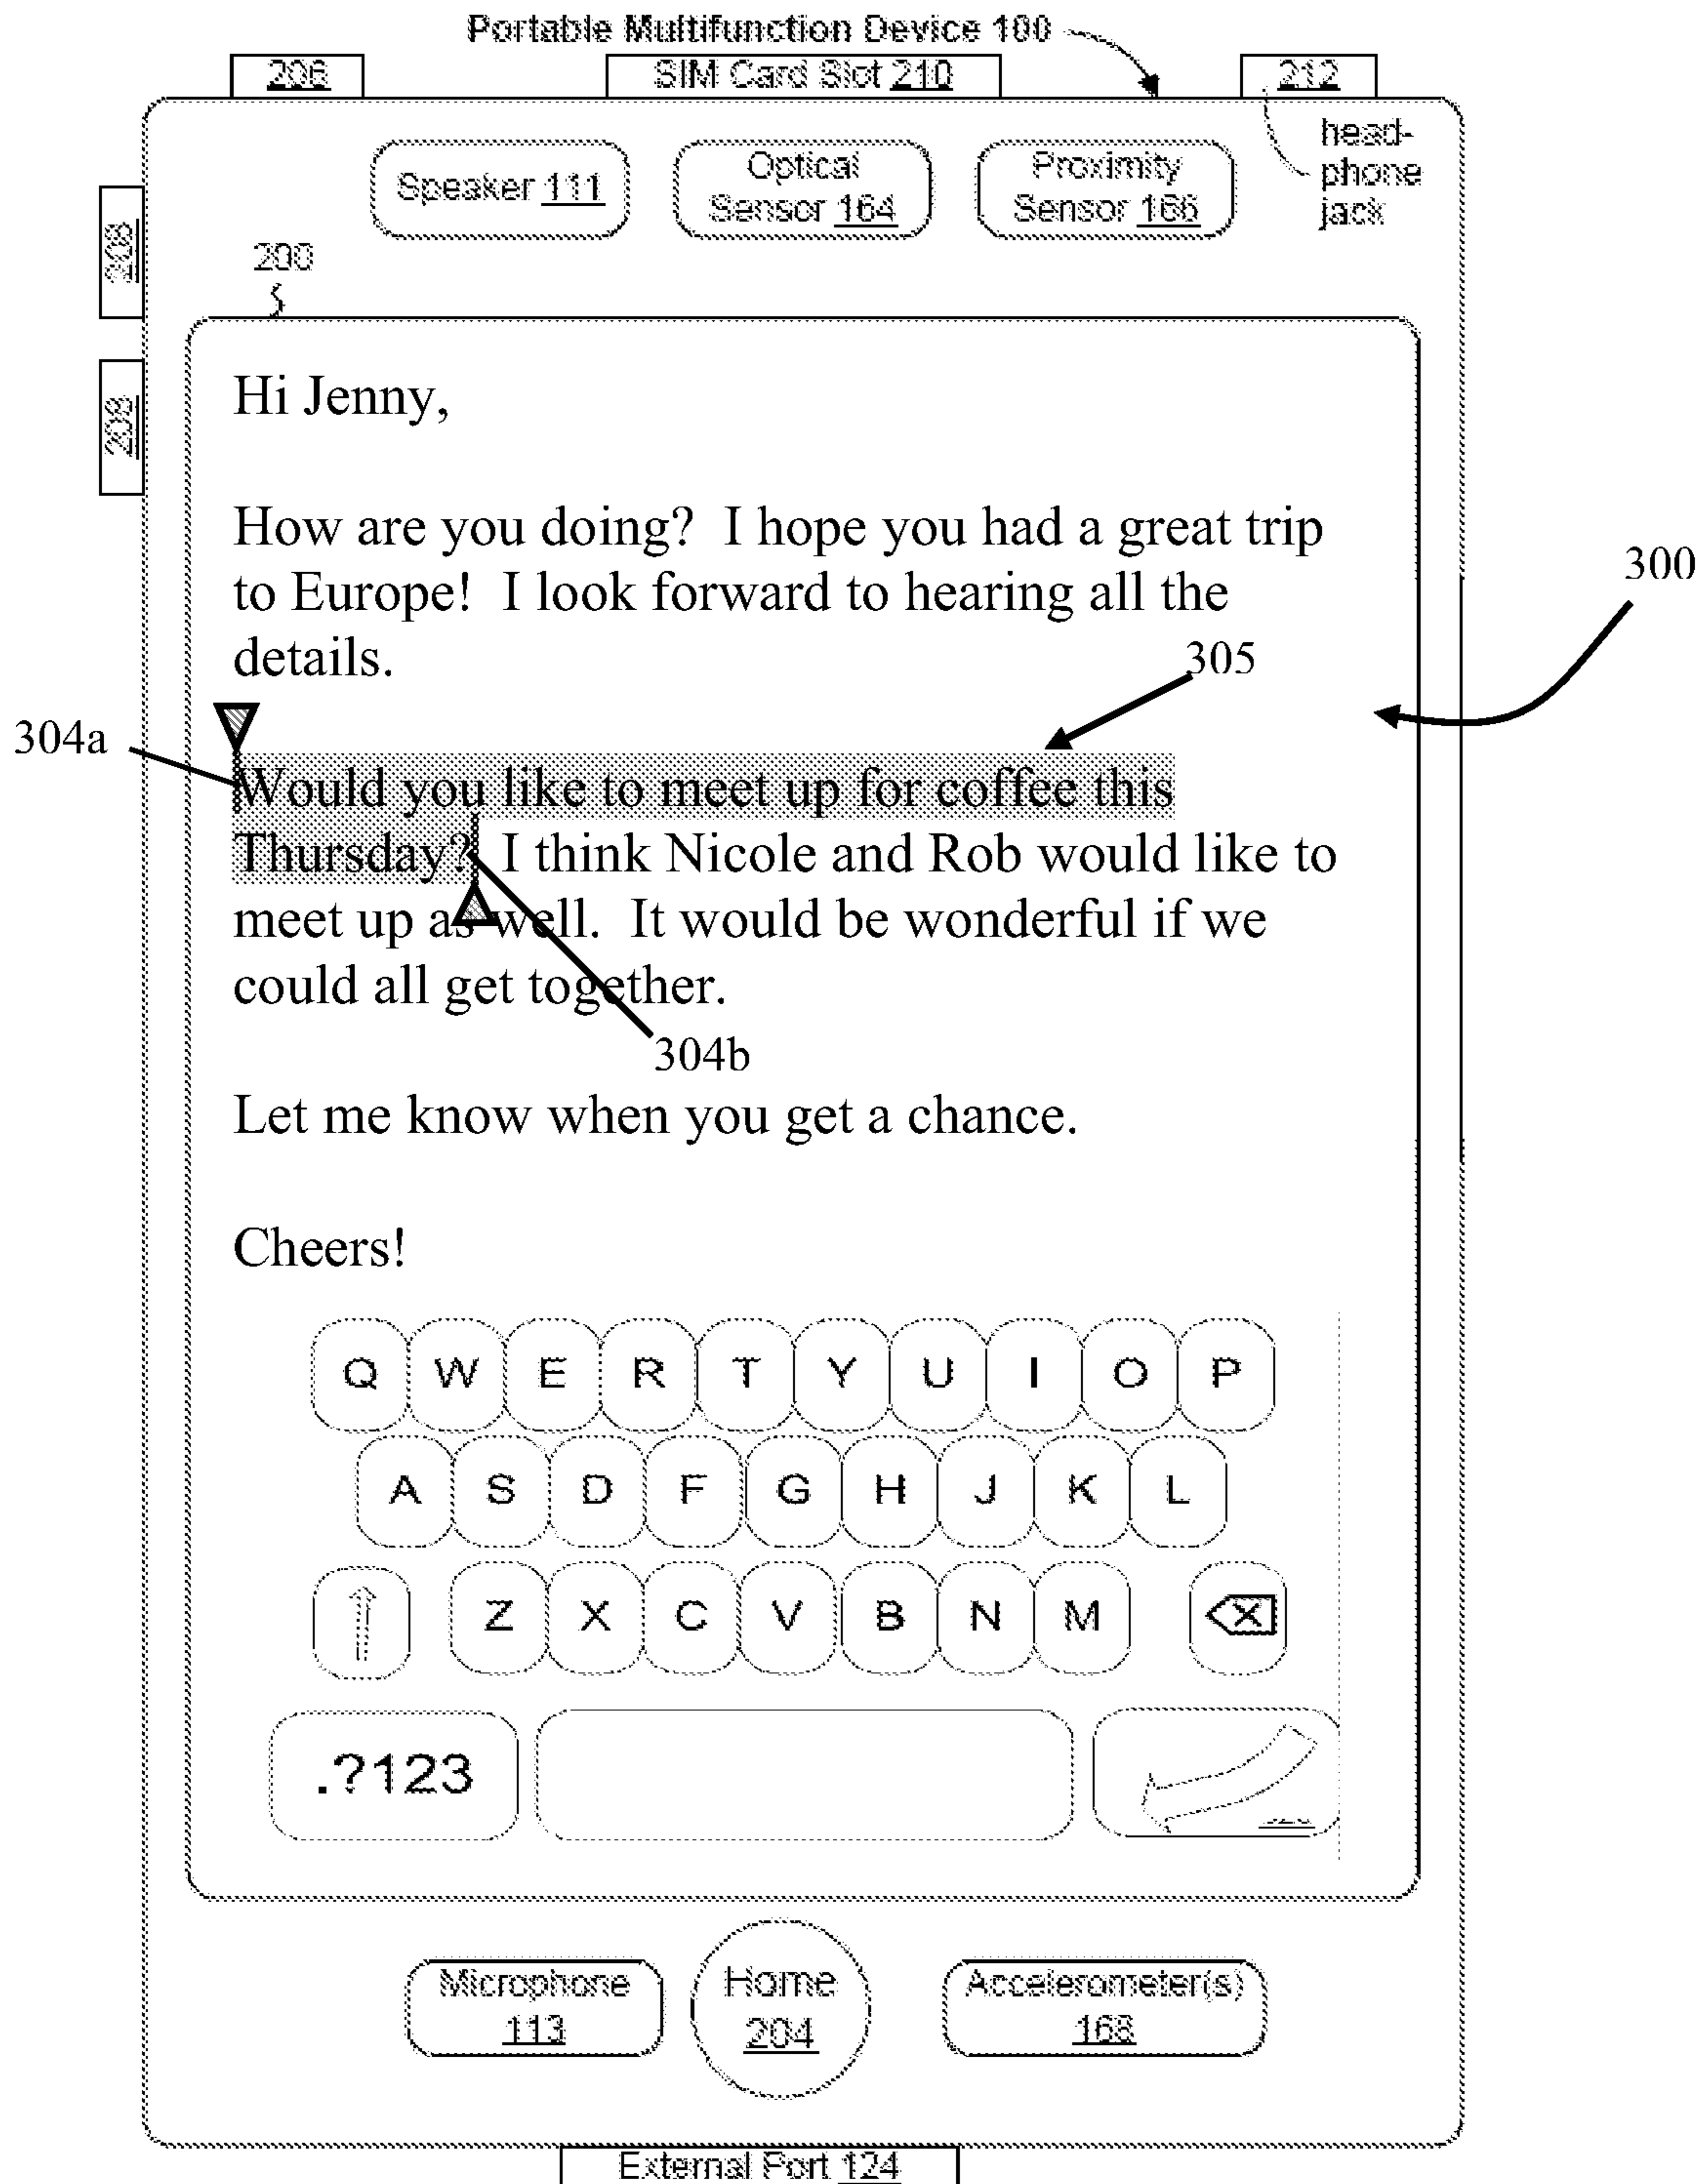 Portable Multifunction Device 100
206
SIM Card Slot 210
212
head-
phone
jack
Speaker 111
Optical
Sensor 164
Proximity
Sensor 166
208
200
208
Hi Jenny,
How are you doing?  I hope you had a great trip
to Europe!  I look forward to hearing all the
details.
300
305
304a
Would you like to meet up for coffee this
Thursday?  I think Nicole and Rob would like to
meet up as well.  It would be wonderful if we
could all get together.
304b
Let me know when you get a chance.
Cheers!
Q W E R T Y U I O P
A S D F G H J K L
Z X C V B N M
.?123
Microphone
113
Home
204
Accelerometer(s)
168
External Port 124